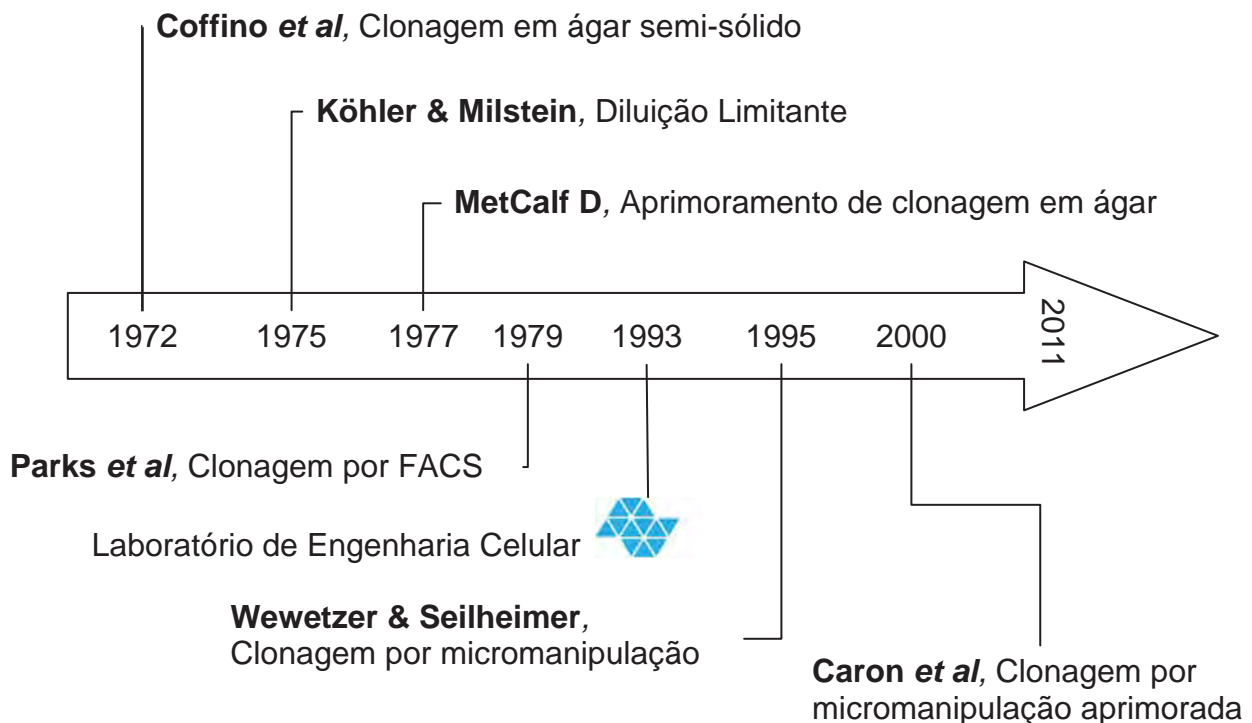 Coffino et al, Clonagem em ágar semi-sólido
Köhler & Milstein, Diluição Limitante
MetCalf D, Aprimoramento de clonagem em ágar
1972 1975 1977 1979 1993 1995 2000 2011
Parks et al, Clonagem por FACS
Laboratório de Engenharia Celular
Wewetzer & Seilheimer,
Clonagem por micromanipulação
Caron et al, Clonagem por
micromanipulação aprimorada